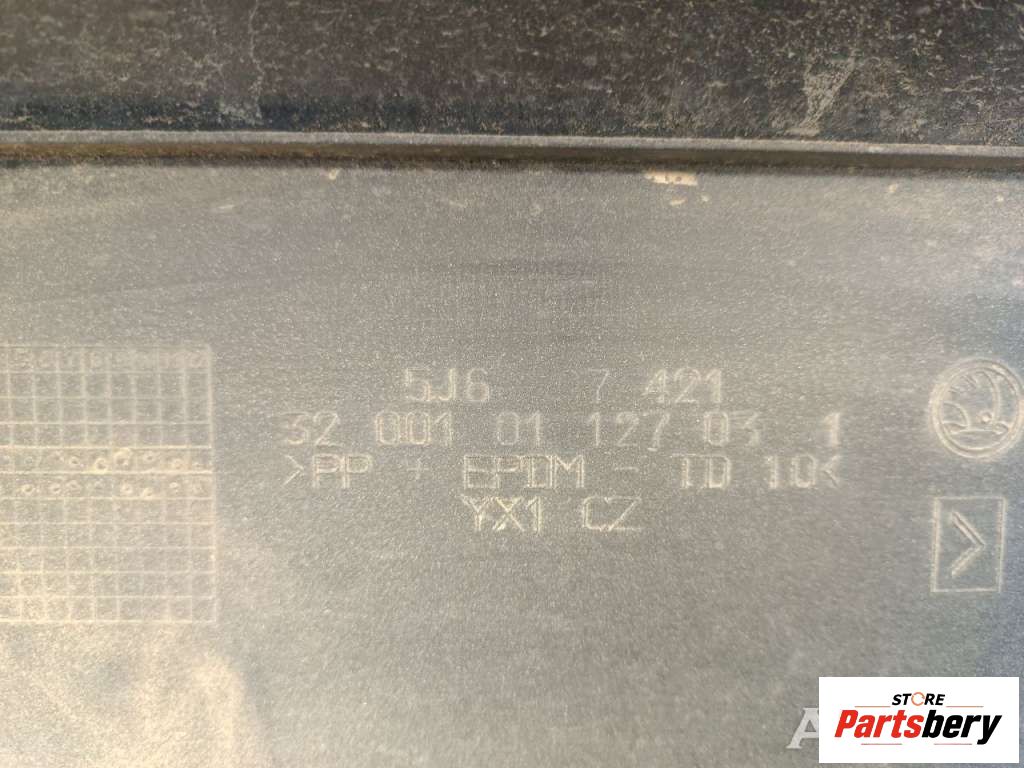 5J6 7 421
32 001 01 127 03 1
>PP + EPDM - TD 10<
YX1 CZ
STORE
Partsbery